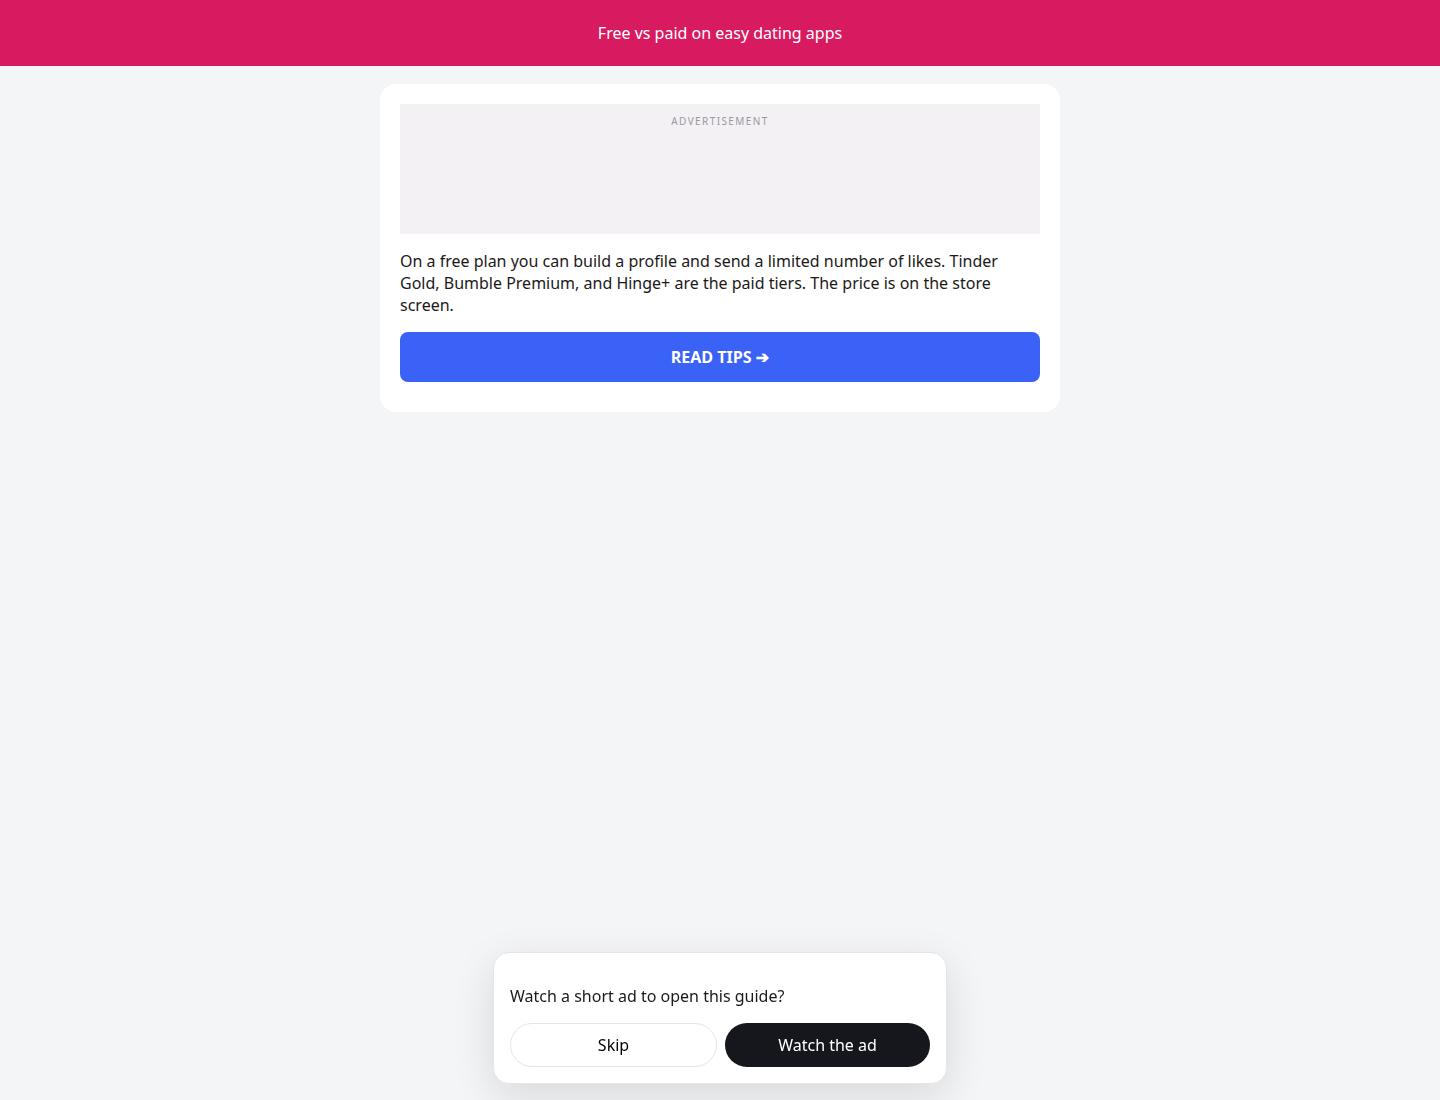 Free vs paid on easy dating apps
ADVERTISEMENT
On a free plan you can build a profile and send a limited number of likes. Tinder
Gold, Bumble Premium, and Hinge+ are the paid tiers. The price is on the store
screen.
READ TIPS ➔
Watch a short ad to open this guide?
Skip
Watch the ad